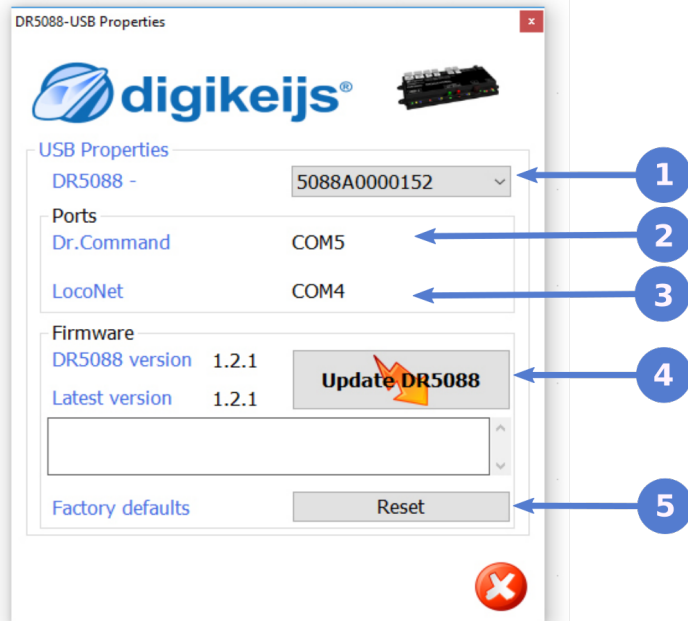 DR5088-USB Properties
x
digikeijs®
USB Properties
DR5088 - 5088A0000152
1
Ports
Dr.Command COM5
2
LocoNet COM4
3
Firmware
DR5088 version 1.2.1
Update DR5088
4
Latest version 1.2.1
Factory defaults Reset
5